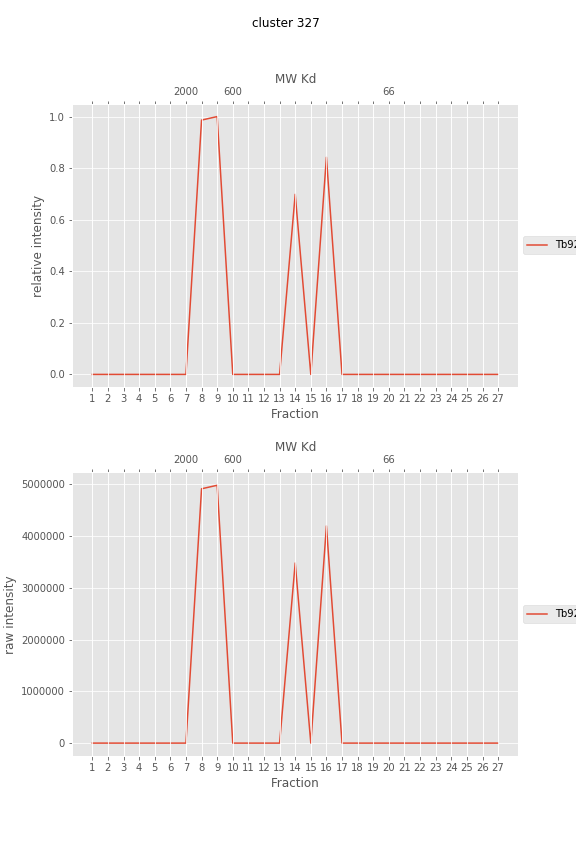 cluster 327
MW Kd
2000 600 66
1.0
0.8
0.6
0.4
0.2
0.0
relative intensity
Tb92
1 2 3 4 5 6 7 8 9 10 11 12 13 14 15 16 17 18 19 20 21 22 23 24 25 26 27
Fraction
MW Kd
2000 600 66
5000000
4000000
3000000
2000000
1000000
0
raw intensity
Tb92
1 2 3 4 5 6 7 8 9 10 11 12 13 14 15 16 17 18 19 20 21 22 23 24 25 26 27
Fraction